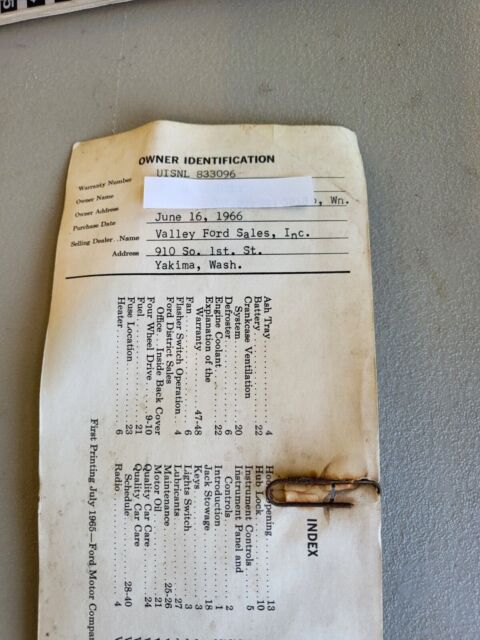 OWNER IDENTIFICATION
Warranty Number UISNL 833096
Owner Name
Owner Address Wn.
Purchase Date June 16, 1966
Selling Dealer - Name Valley Ford Sales, Inc.
Address 910 So. 1st. St.
Yakima, Wash.
INDEX
Ash Tray 4
Battery 22
Crankcase Ventilation
System 20
Defroster 6
Engine Coolant 22
Explanation of the
Warranty 47-48
Fan 6
Flasher Switch Operation 4
Ford District Sales
Office Inside Back Cover
Four Wheel Drive 9-10
Fuel 21
Fuse Location 23
Heater 6
Hood Opening 13
Hub Lock 10
Instrument Controls 5
Instrument Panel and
Controls 2
Introduction 1
Jack Stowage 18
Keys 3
Lights Switch 3
Lubricants 27
Maintenance 25-26
Motor Oil 21
Quality Car Care 24
Quality Car Care
Schedule 28-40
Radio 4
First Printing July 1965—Ford Motor Compan